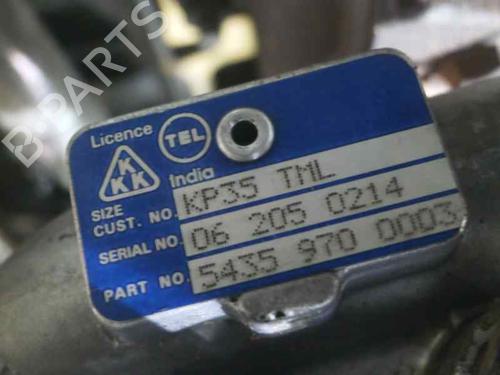 B PARTS
Licence
K
K K
TEL
India
SIZE KP35 TML
CUST. NO.
SERIAL NO. 06 205 0214
PART NO. 5435 970 0003